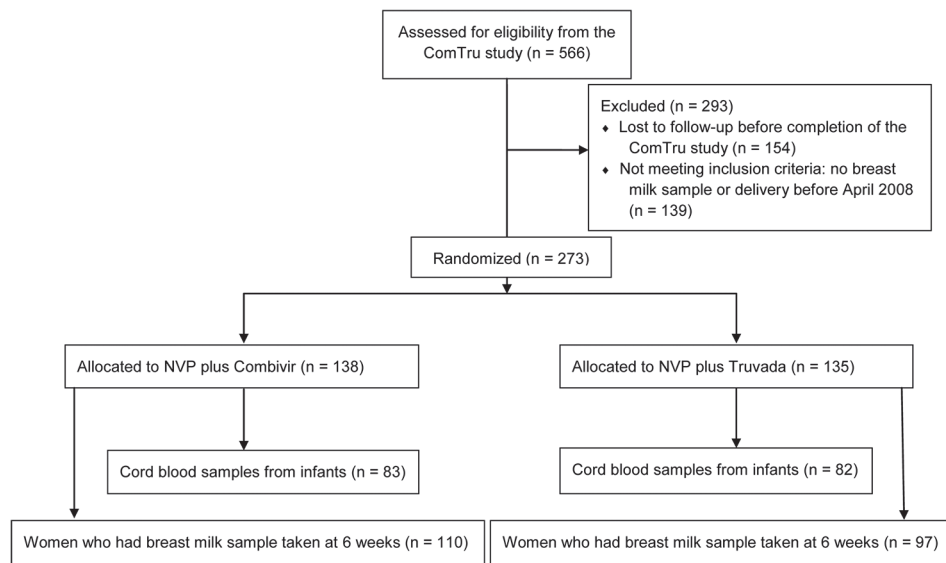 Assessed for eligibility from the
ComTru study (n = 566)
Excluded (n = 293)
♦ Lost to follow-up before completion of the
ComTru study (n = 154)
♦ Not meeting inclusion criteria: no breast
milk sample or delivery before April 2008
(n = 139)
Randomized (n = 273)
Allocated to NVP plus Combivir (n = 138)
Allocated to NVP plus Truvada (n = 135)
Cord blood samples from infants (n = 83)
Cord blood samples from infants (n = 82)
Women who had breast milk sample taken at 6 weeks (n = 110)
Women who had breast milk sample taken at 6 weeks (n = 97)